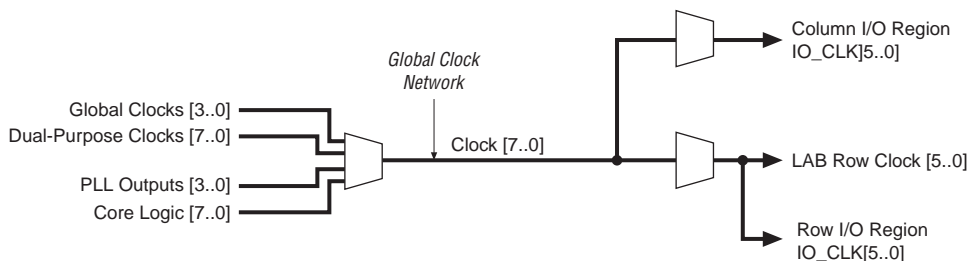 Column I/O Region
IO_CLK]5..0]
Global Clock
Network
Global Clocks [3..0]
Dual-Purpose Clocks [7..0]
Clock [7..0]
PLL Outputs [3..0]
Core Logic [7..0]
LAB Row Clock [5..0]
Row I/O Region
IO_CLK[5..0]